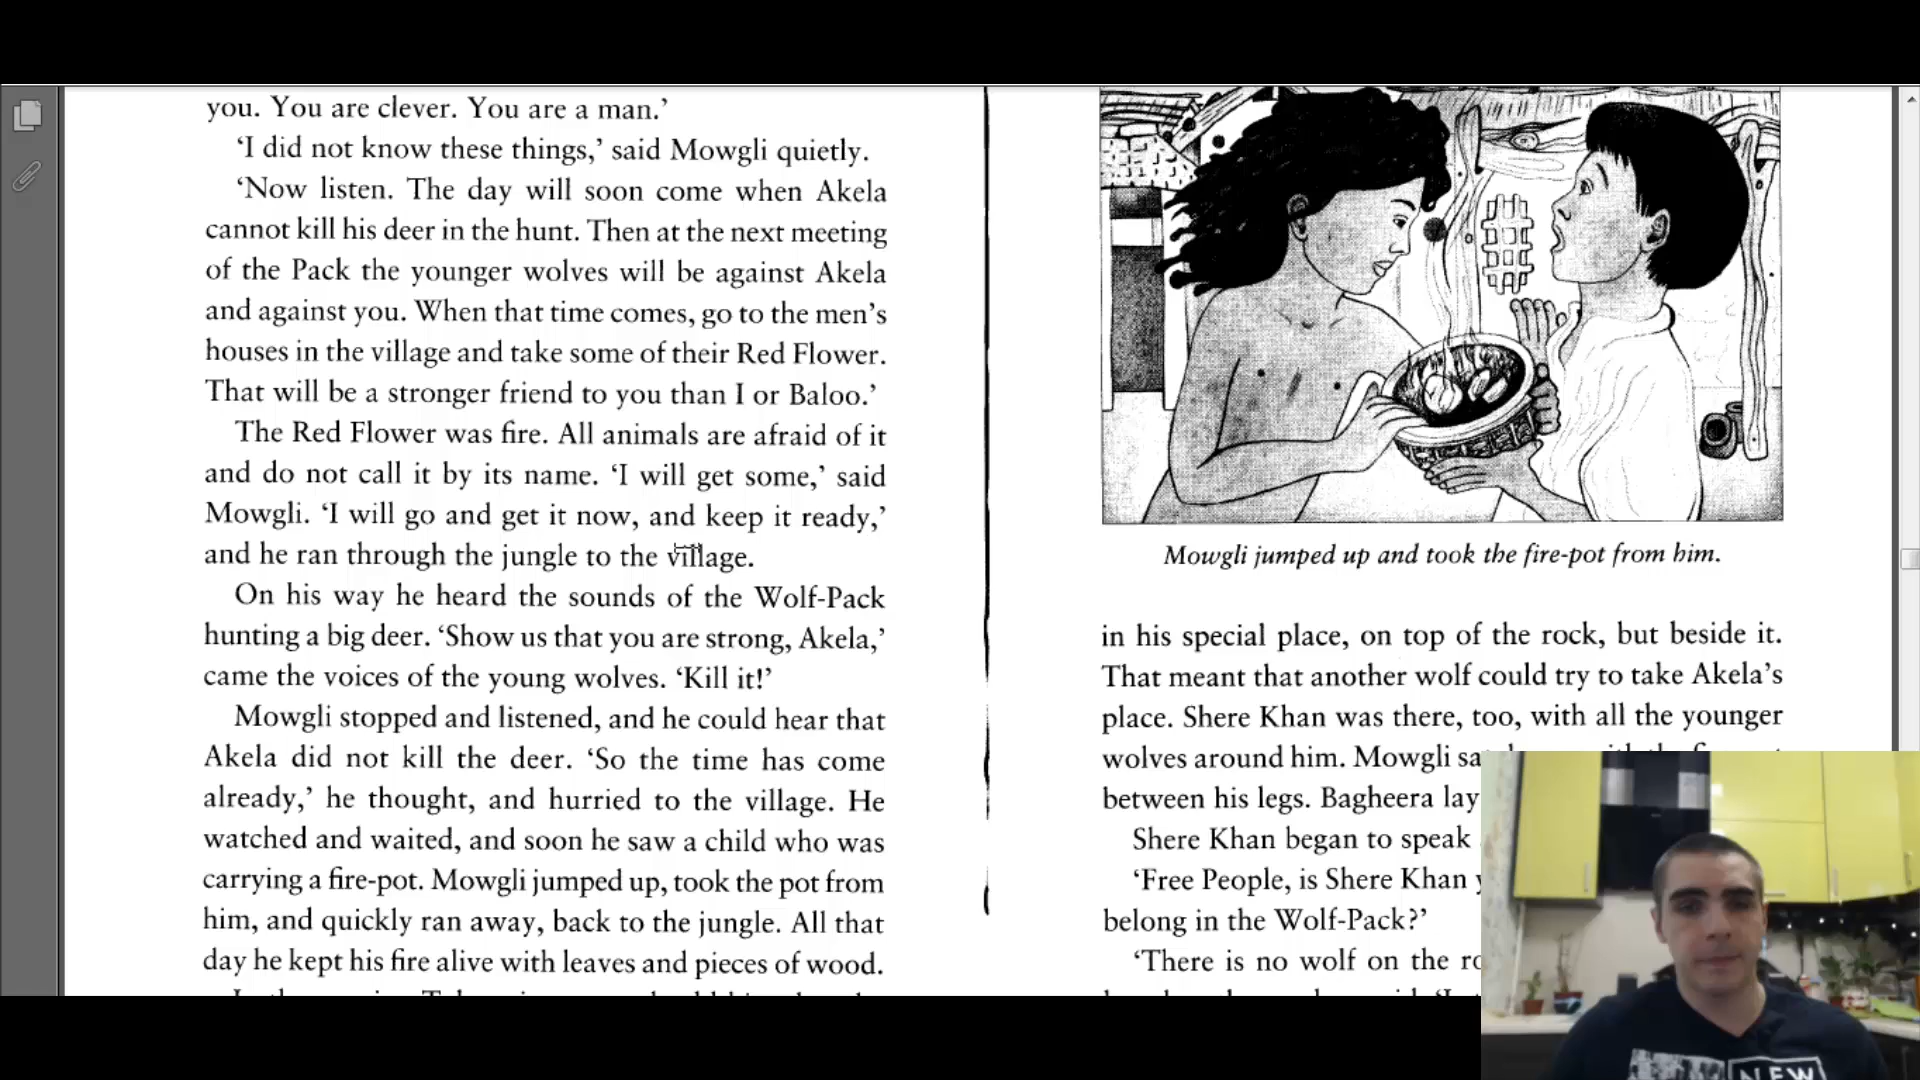 you. You are clever. You are a man.’
‘I did not know these things,’ said Mowgli quietly.
‘Now listen. The day will soon come when Akela
cannot kill his deer in the hunt. Then at the next meeting
of the Pack the younger wolves will be against Akela
and against you. When that time comes, go to the men’s
houses in the village and take some of their Red Flower.
That will be a stronger friend to you than I or Baloo.’
The Red Flower was fire. All animals are afraid of it
and do not call it by its name. ‘I will get some,’ said
Mowgli. ‘I will go and get it now, and keep it ready,’
and he ran through the jungle to the village.
On his way he heard the sounds of the Wolf-Pack
hunting a big deer. ‘Show us that you are strong, Akela,’
came the voices of the young wolves. ‘Kill it!’
Mowgli stopped and listened, and he could hear that
Akela did not kill the deer. ‘So the time has come
already,’ he thought, and hurried to the village. He
watched and waited, and soon he saw a child who was
carrying a fire-pot. Mowgli jumped up, took the pot from
him, and quickly ran away, back to the jungle. All that
day he kept his fire alive with leaves and pieces of wood.
Mowgli jumped up and took the fire-pot from him.
in his special place, on top of the rock, but beside it.
That meant that another wolf could try to take Akela’s
place. Shere Khan was there, too, with all the younger
wolves around him. Mowgli
between his legs. Bagheera lay
Shere Khan began to speak
‘Free People, is Shere Khan
belong in the Wolf-Pack?’
‘There is no wolf on the
NEW